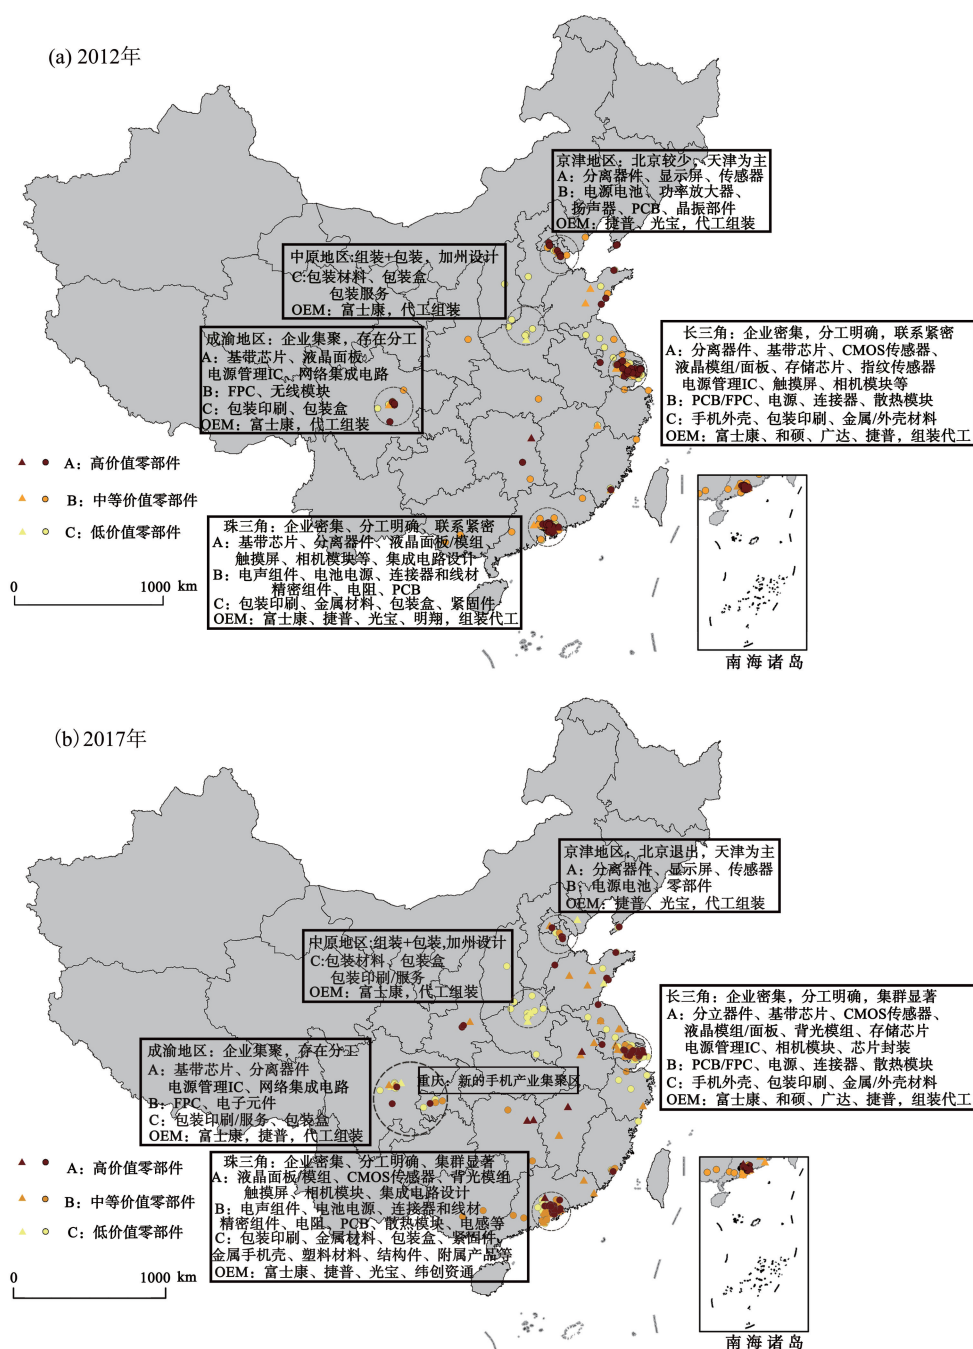 (a) 2012年
京津地区：北京较少，天津为主
A：分离器件、显示屏、传感器
B：电源电池、功率放大器、
扬声器、PCB、晶振部件
OEM：捷普、光宝，代工组装
中原地区:组装+包装，加州设计
C:包装材料、包装盒
包装服务
OEM：富士康，代工组装
成渝地区：企业集聚，存在分工
A：基带芯片、液晶面板
电源管理IC、网络集成电路
B：FPC、无线模块
C：包装印刷、包装盒
OEM：富士康，代工组装
长三角：企业密集，分工明确，联系紧密
A：分离器件、基带芯片、CMOS传感器、
液晶模组/面板、存储芯片、指纹传感器
电源管理IC、触摸屏、相机模块等
B：PCB/FPC、电源、连接器、散热模块
C：手机外壳、包装印刷、金属/外壳材料
OEM：富士康、和硕、广达、捷普，组装代工
A：高价值零部件
B：中等价值零部件
C：低价值零部件
珠三角：企业密集、分工明确、联系紧密
A：基带芯片、分离器件、液晶面板/模组、
触摸屏、相机模块等、集成电路设计
B：电声组件、电池电源、连接器和线材
精密组件、电阻、PCB
C：包装印刷、金属材料、包装盒、紧固件
OEM：富士康、捷普、光宝、明翔，组装代工
0 1000 km
南海诸岛
(b) 2017年
京津地区：北京退出，天津为主
A：分离器件、显示屏、传感器
B：电源电池、零部件
OEM：捷普、光宝，代工组装
中原地区:组装+包装,加州设计
C:包装材料、包装盒
包装印刷/服务
OEM：富士康，代工组装
长三角：企业密集，分工明确，集群显著
A：分立器件、基带芯片、CMOS传感器、
液晶模组/面板、背光模组、存储芯片
电源管理IC、相机模块、芯片封装
B：PCB/FPC、电源、连接器、散热模块
C：手机外壳、包装印刷、金属/外壳材料
OEM：富士康、和硕、广达、捷普，组装代工
成渝地区：企业集聚，存在分工
A：基带芯片、分离器件
电源管理IC、网络集成电路
B：FPC、电子元件
C：包装印刷/服务、包装盒
OEM：富士康，捷普，代工组装
重庆：新的手机产业集聚区
A：高价值零部件
B：中等价值零部件
C：低价值零部件
珠三角：企业密集、分工明确、集群显著
A：液晶面板/模组、CMOS传感器、背光模组
触摸屏、相机模块、集成电路设计
B：电声组件、电池电源、连接器和线材
精密组件、电阻、PCB、散热模块、电感等
C：包装印刷、金属材料、包装盒、紧固件，
金属手机壳、塑料材料、结构件、附属产品等
OEM：富士康、捷普、光宝、纬创资通
0 1000 km
南海诸岛